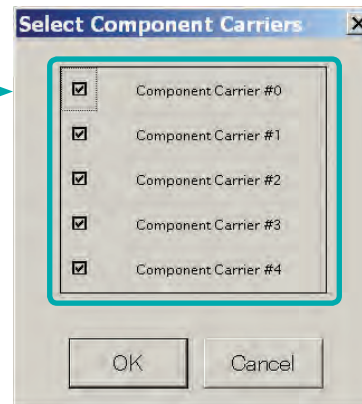 Select Component Carriers
Component Carrier #0
Component Carrier #1
Component Carrier #2
Component Carrier #3
Component Carrier #4
OK Cancel